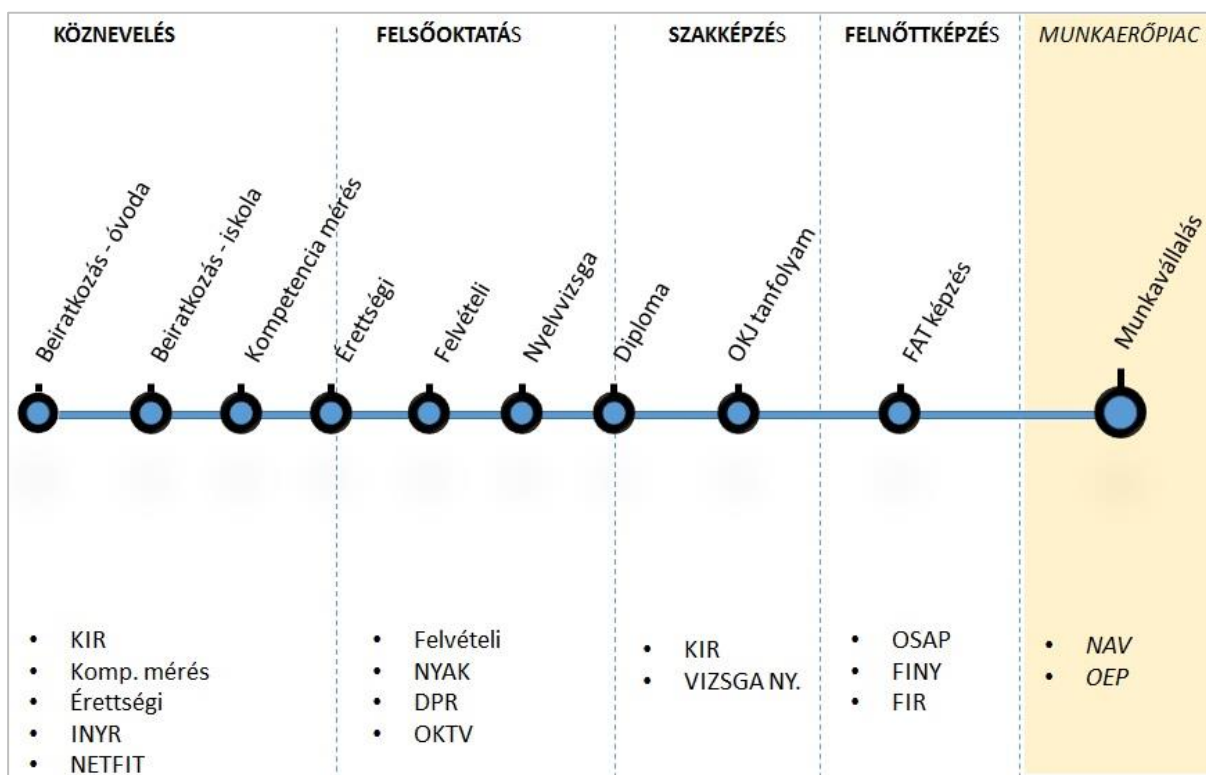 KÖZNEVELÉS
FELSŐOKTATÁS
SZAKKÉPZÉS
FELNŐTTKÉPZÉS
MUNKAERŐPIAC
Beiratkozás - óvoda
Beiratkozás - iskola
Kompetencia mérés
Érettségi
Felvételi
Nyelvvizsga
Diploma
OKJ tanfolyam
FAT képzés
Munkavállalás
• KIR
• Komp. mérés
• Érettségi
• INYR
• NETFIT
• Felvételi
• NYAK
• DPR
• OKTV
• KIR
• VIZSGA NY.
• OSAP
• FINY
• FIR
• NAV
• OEP